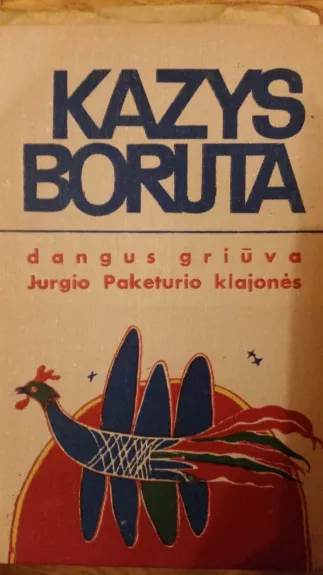 KAZYS
BORUTA
dangus griūva
Jurgio Paketurio klajonės